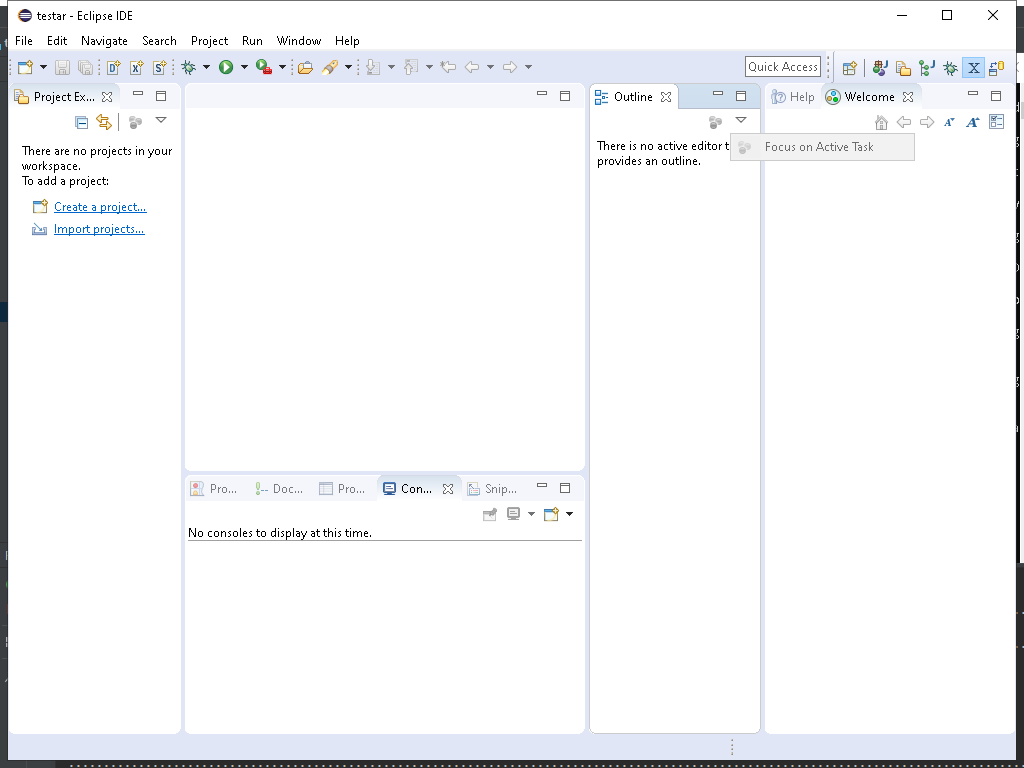 testar - Eclipse IDE
File Edit Navigate Search Project Run Window Help
Quick Access
Project Ex...
Outline
Help
Welcome
There are no projects in your
workspace.
To add a project:
Create a project...
Import projects...
There is no active editor t
provides an outline.
Focus on Active Task
Pro...
Doc...
Pro...
Con...
Snip...
No consoles to display at this time.